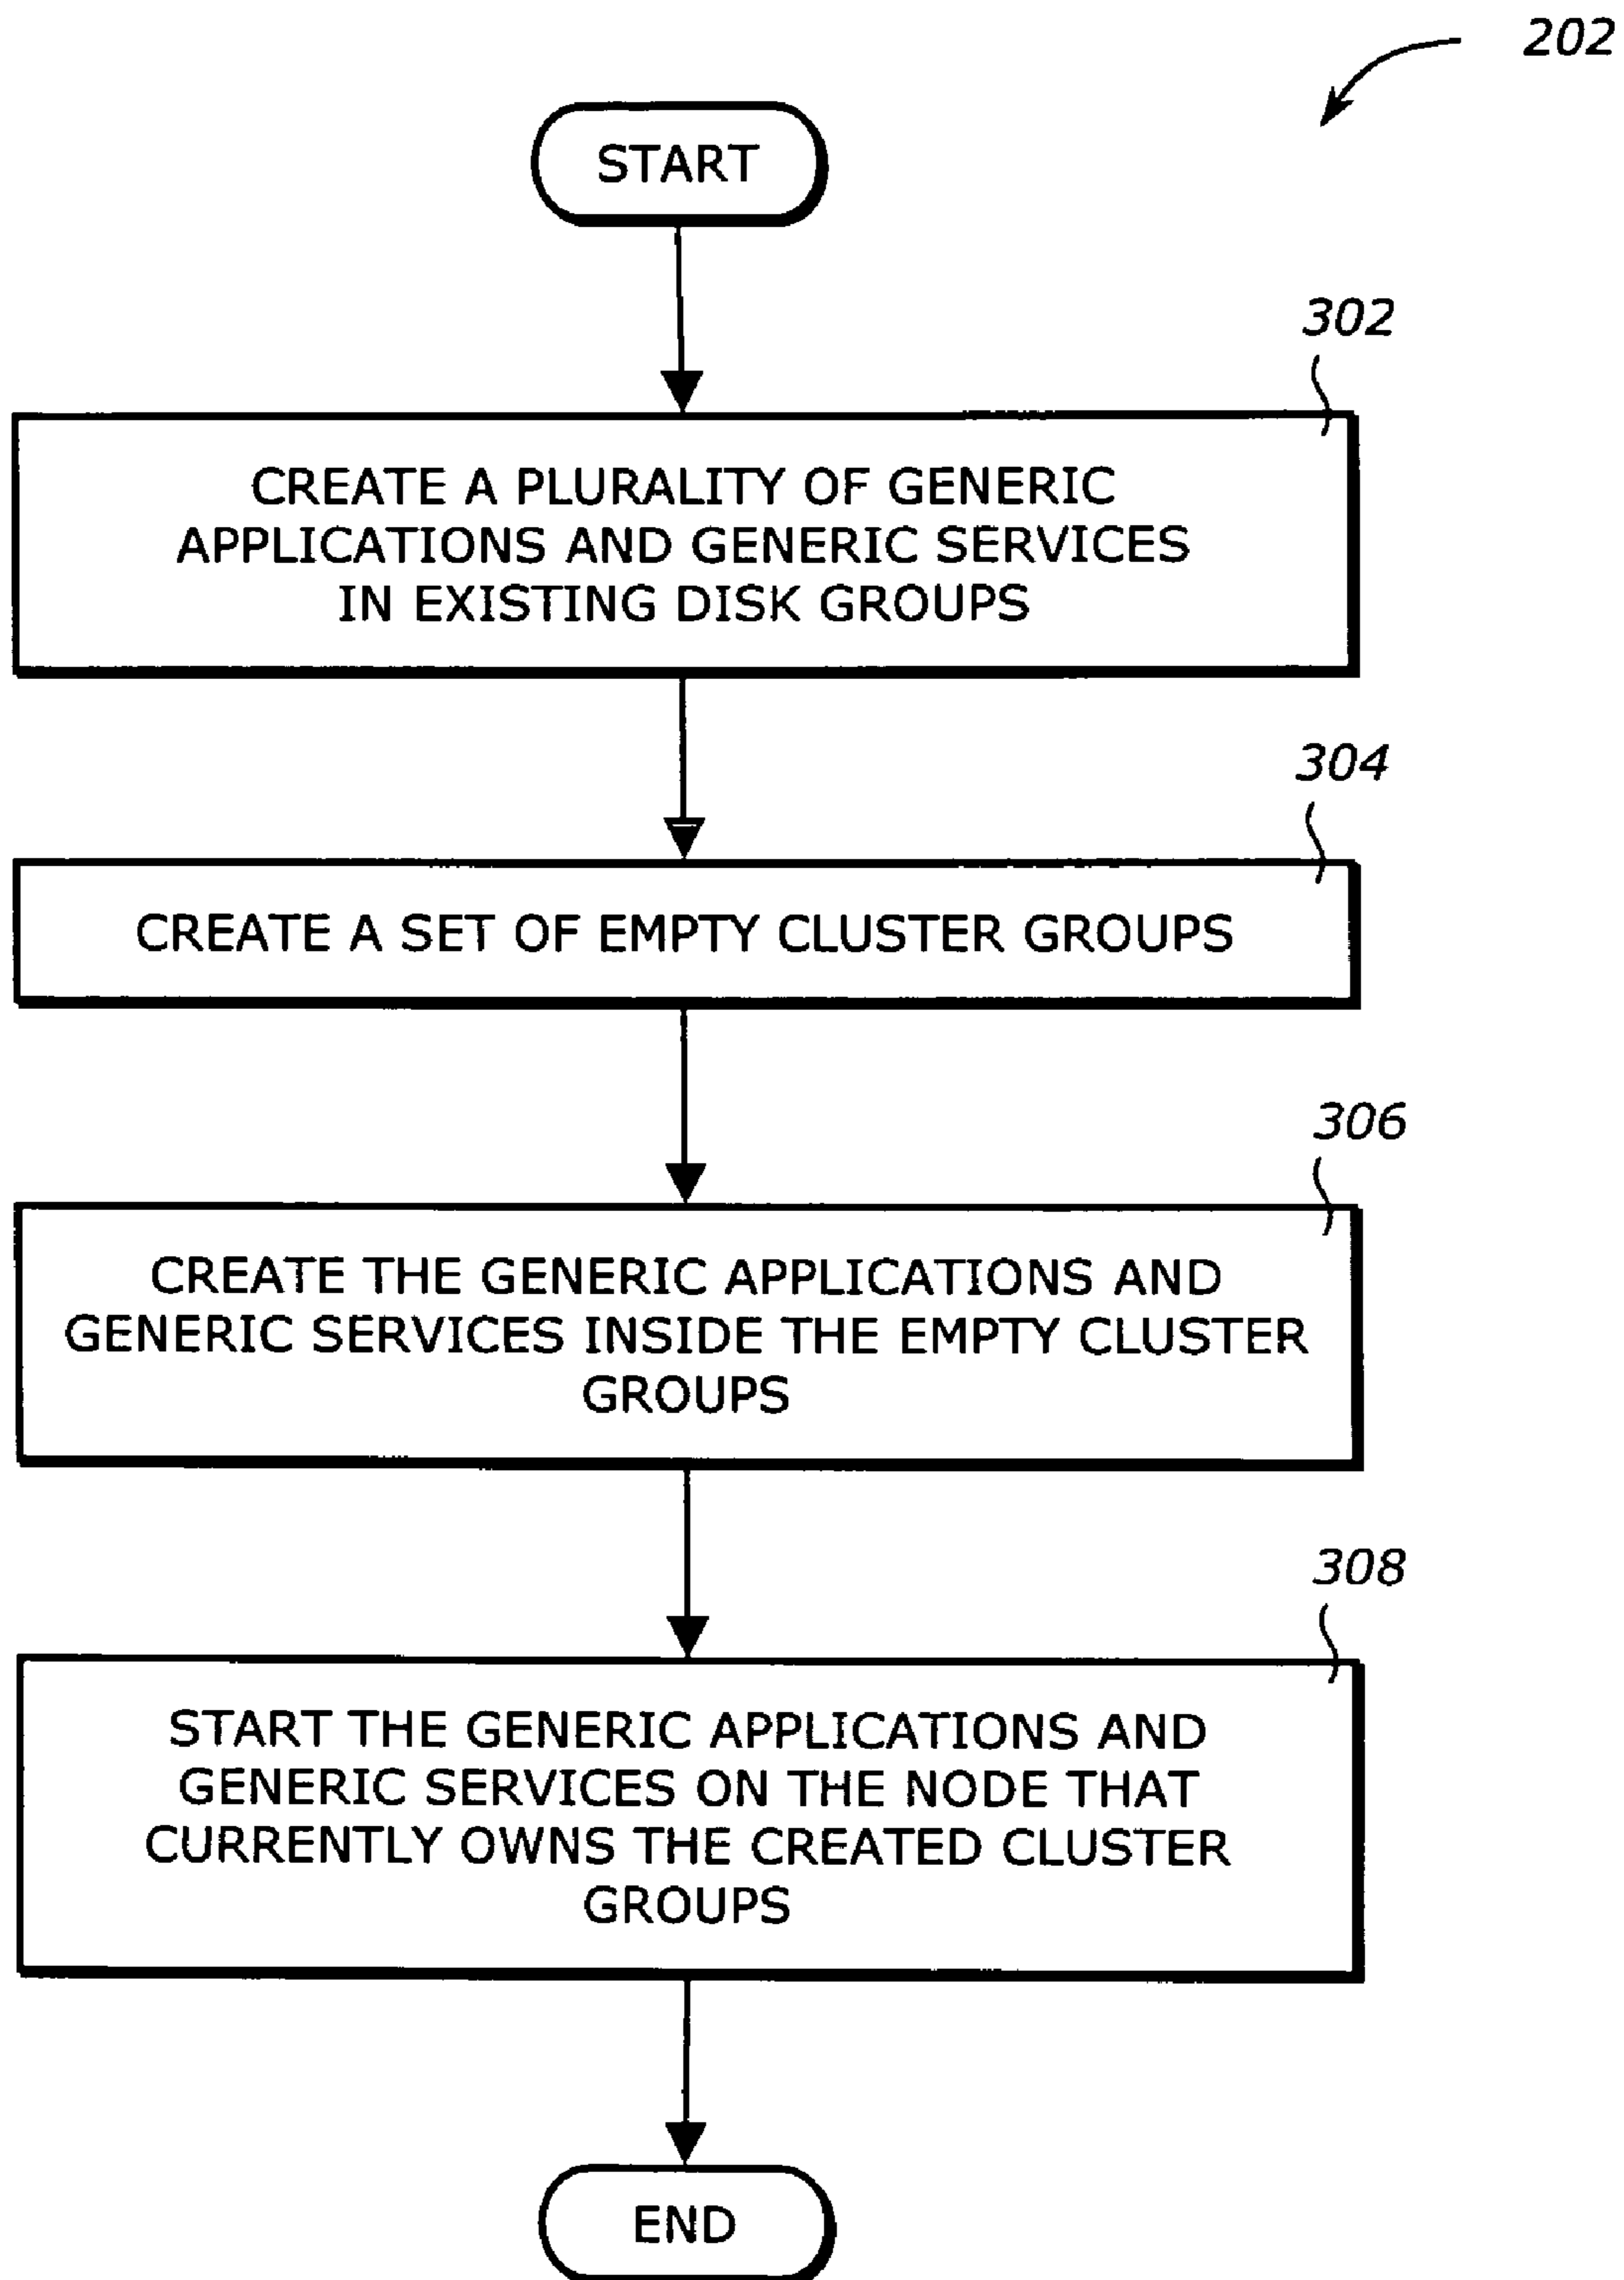 202
START
302
CREATE A PLURALITY OF GENERIC
APPLICATIONS AND GENERIC SERVICES
IN EXISTING DISK GROUPS
304
CREATE A SET OF EMPTY CLUSTER GROUPS
306
CREATE THE GENERIC APPLICATIONS AND
GENERIC SERVICES INSIDE THE EMPTY CLUSTER
GROUPS
308
START THE GENERIC APPLICATIONS AND
GENERIC SERVICES ON THE NODE THAT
CURRENTLY OWNS THE CREATED CLUSTER
GROUPS
END